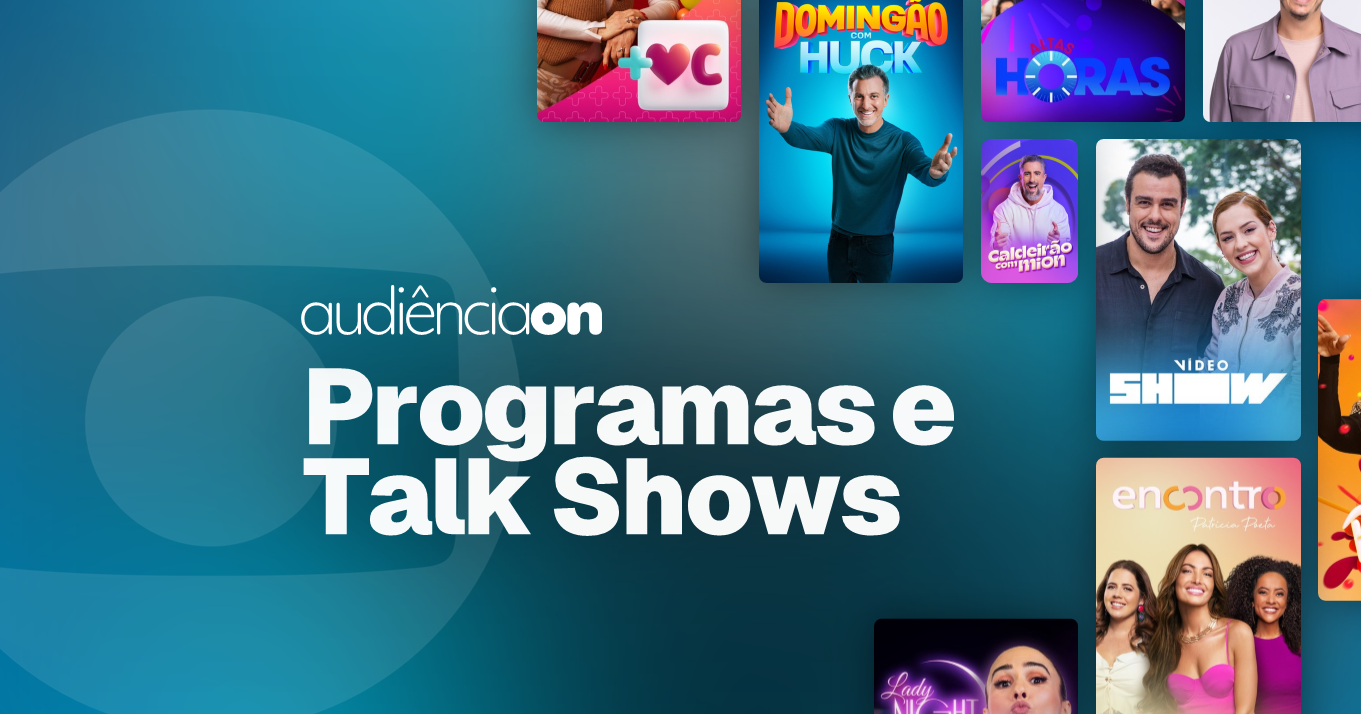 +♥C
DOMINGÃO
COM
HUCK
ALTAS
HORAS
Caldeirão
com mion
VÍDEO
SHOW
encontro
Patrícia Poeta
audiênciaon
Programas e
Talk Shows
Lady
NIGHT